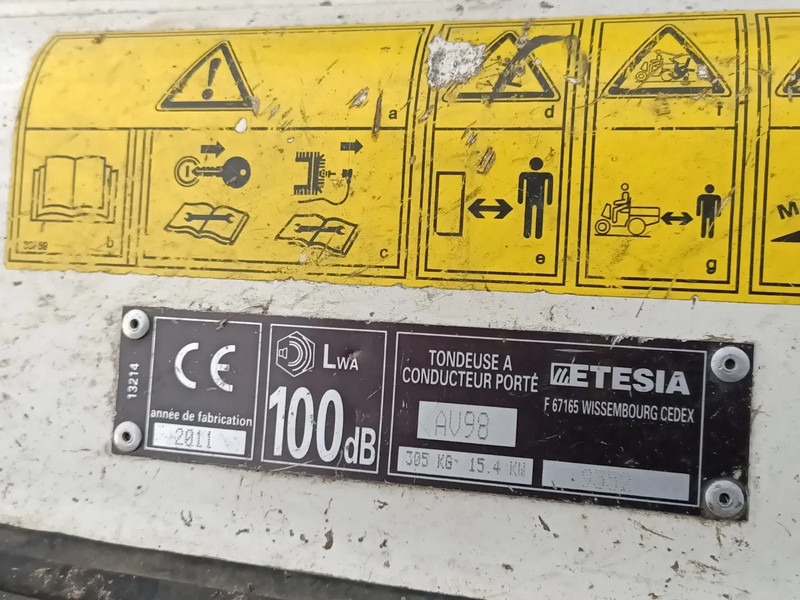 a
d
f
b
c
e
g
M
13214
CE
année de fabrication
2011
LWA
100dB
TONDEUSE A
CONDUCTEUR PORTÉ
ETESIA
F 67165 WISSEMBOURG CEDEX
AV98
305 KG 15.4 KW